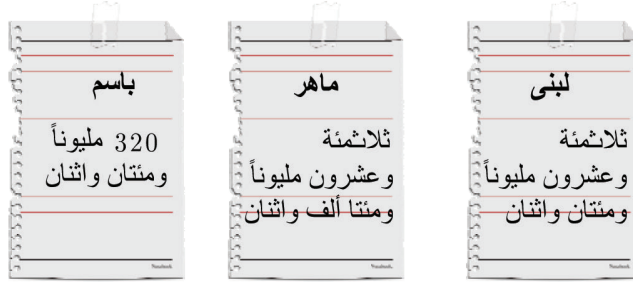 باسم
320 مليوناً
ومئتان واثنان
ماهر
ثلاثمئة
وعشرون مليوناً
ومئتا ألف واثنان
لبنى
ثلاثمئة
وعشرون مليوناً
ومئتان واثنان